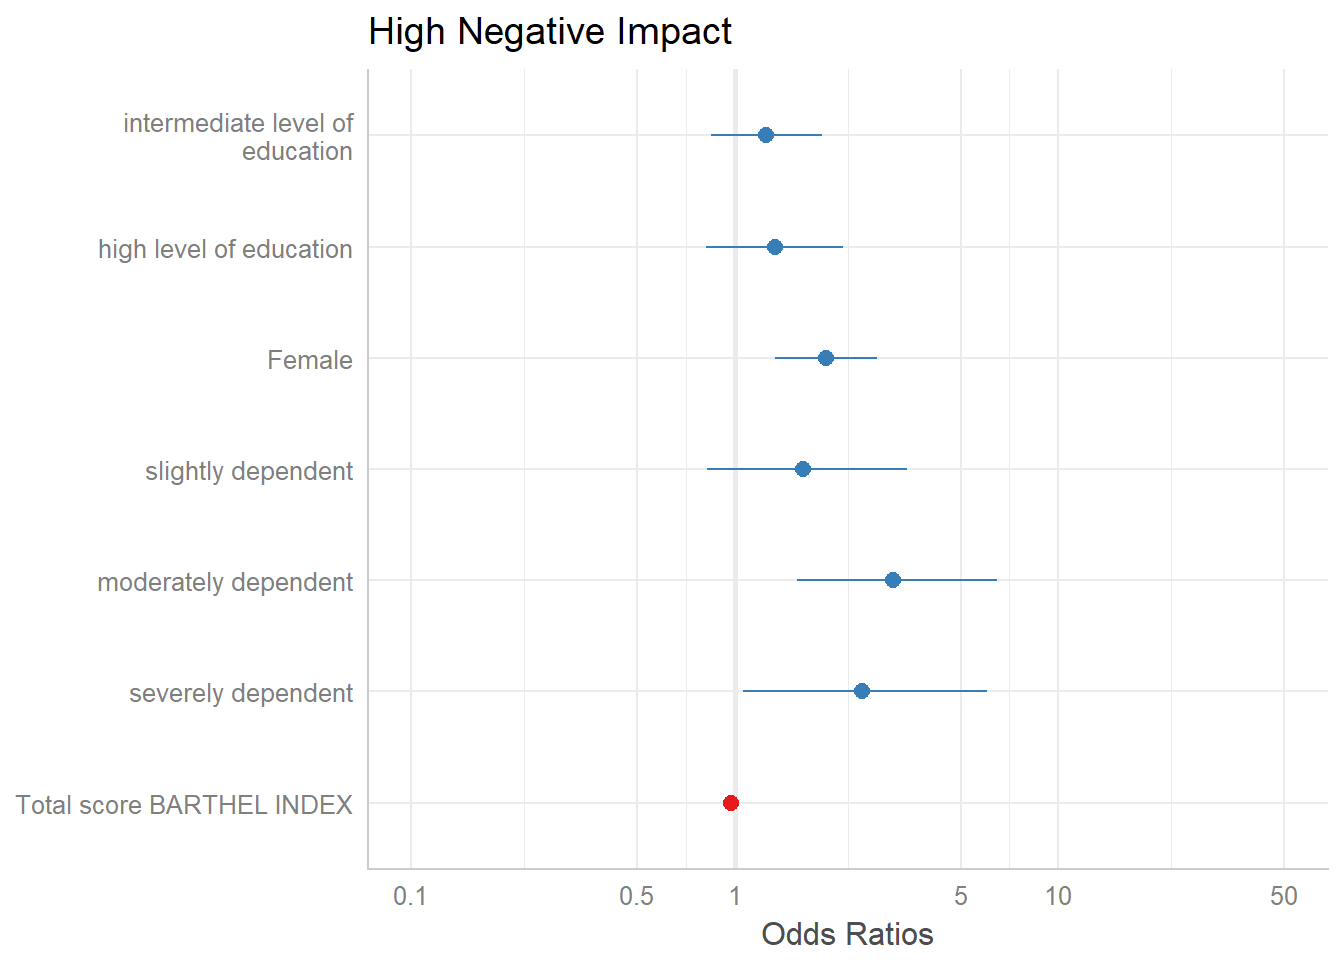 High Negative Impact
intermediate level of
education
high level of education
Female
slightly dependent
moderately dependent
severely dependent
Total score BARTHEL INDEX
0.1 0.5 1 5 10 50
Odds Ratios